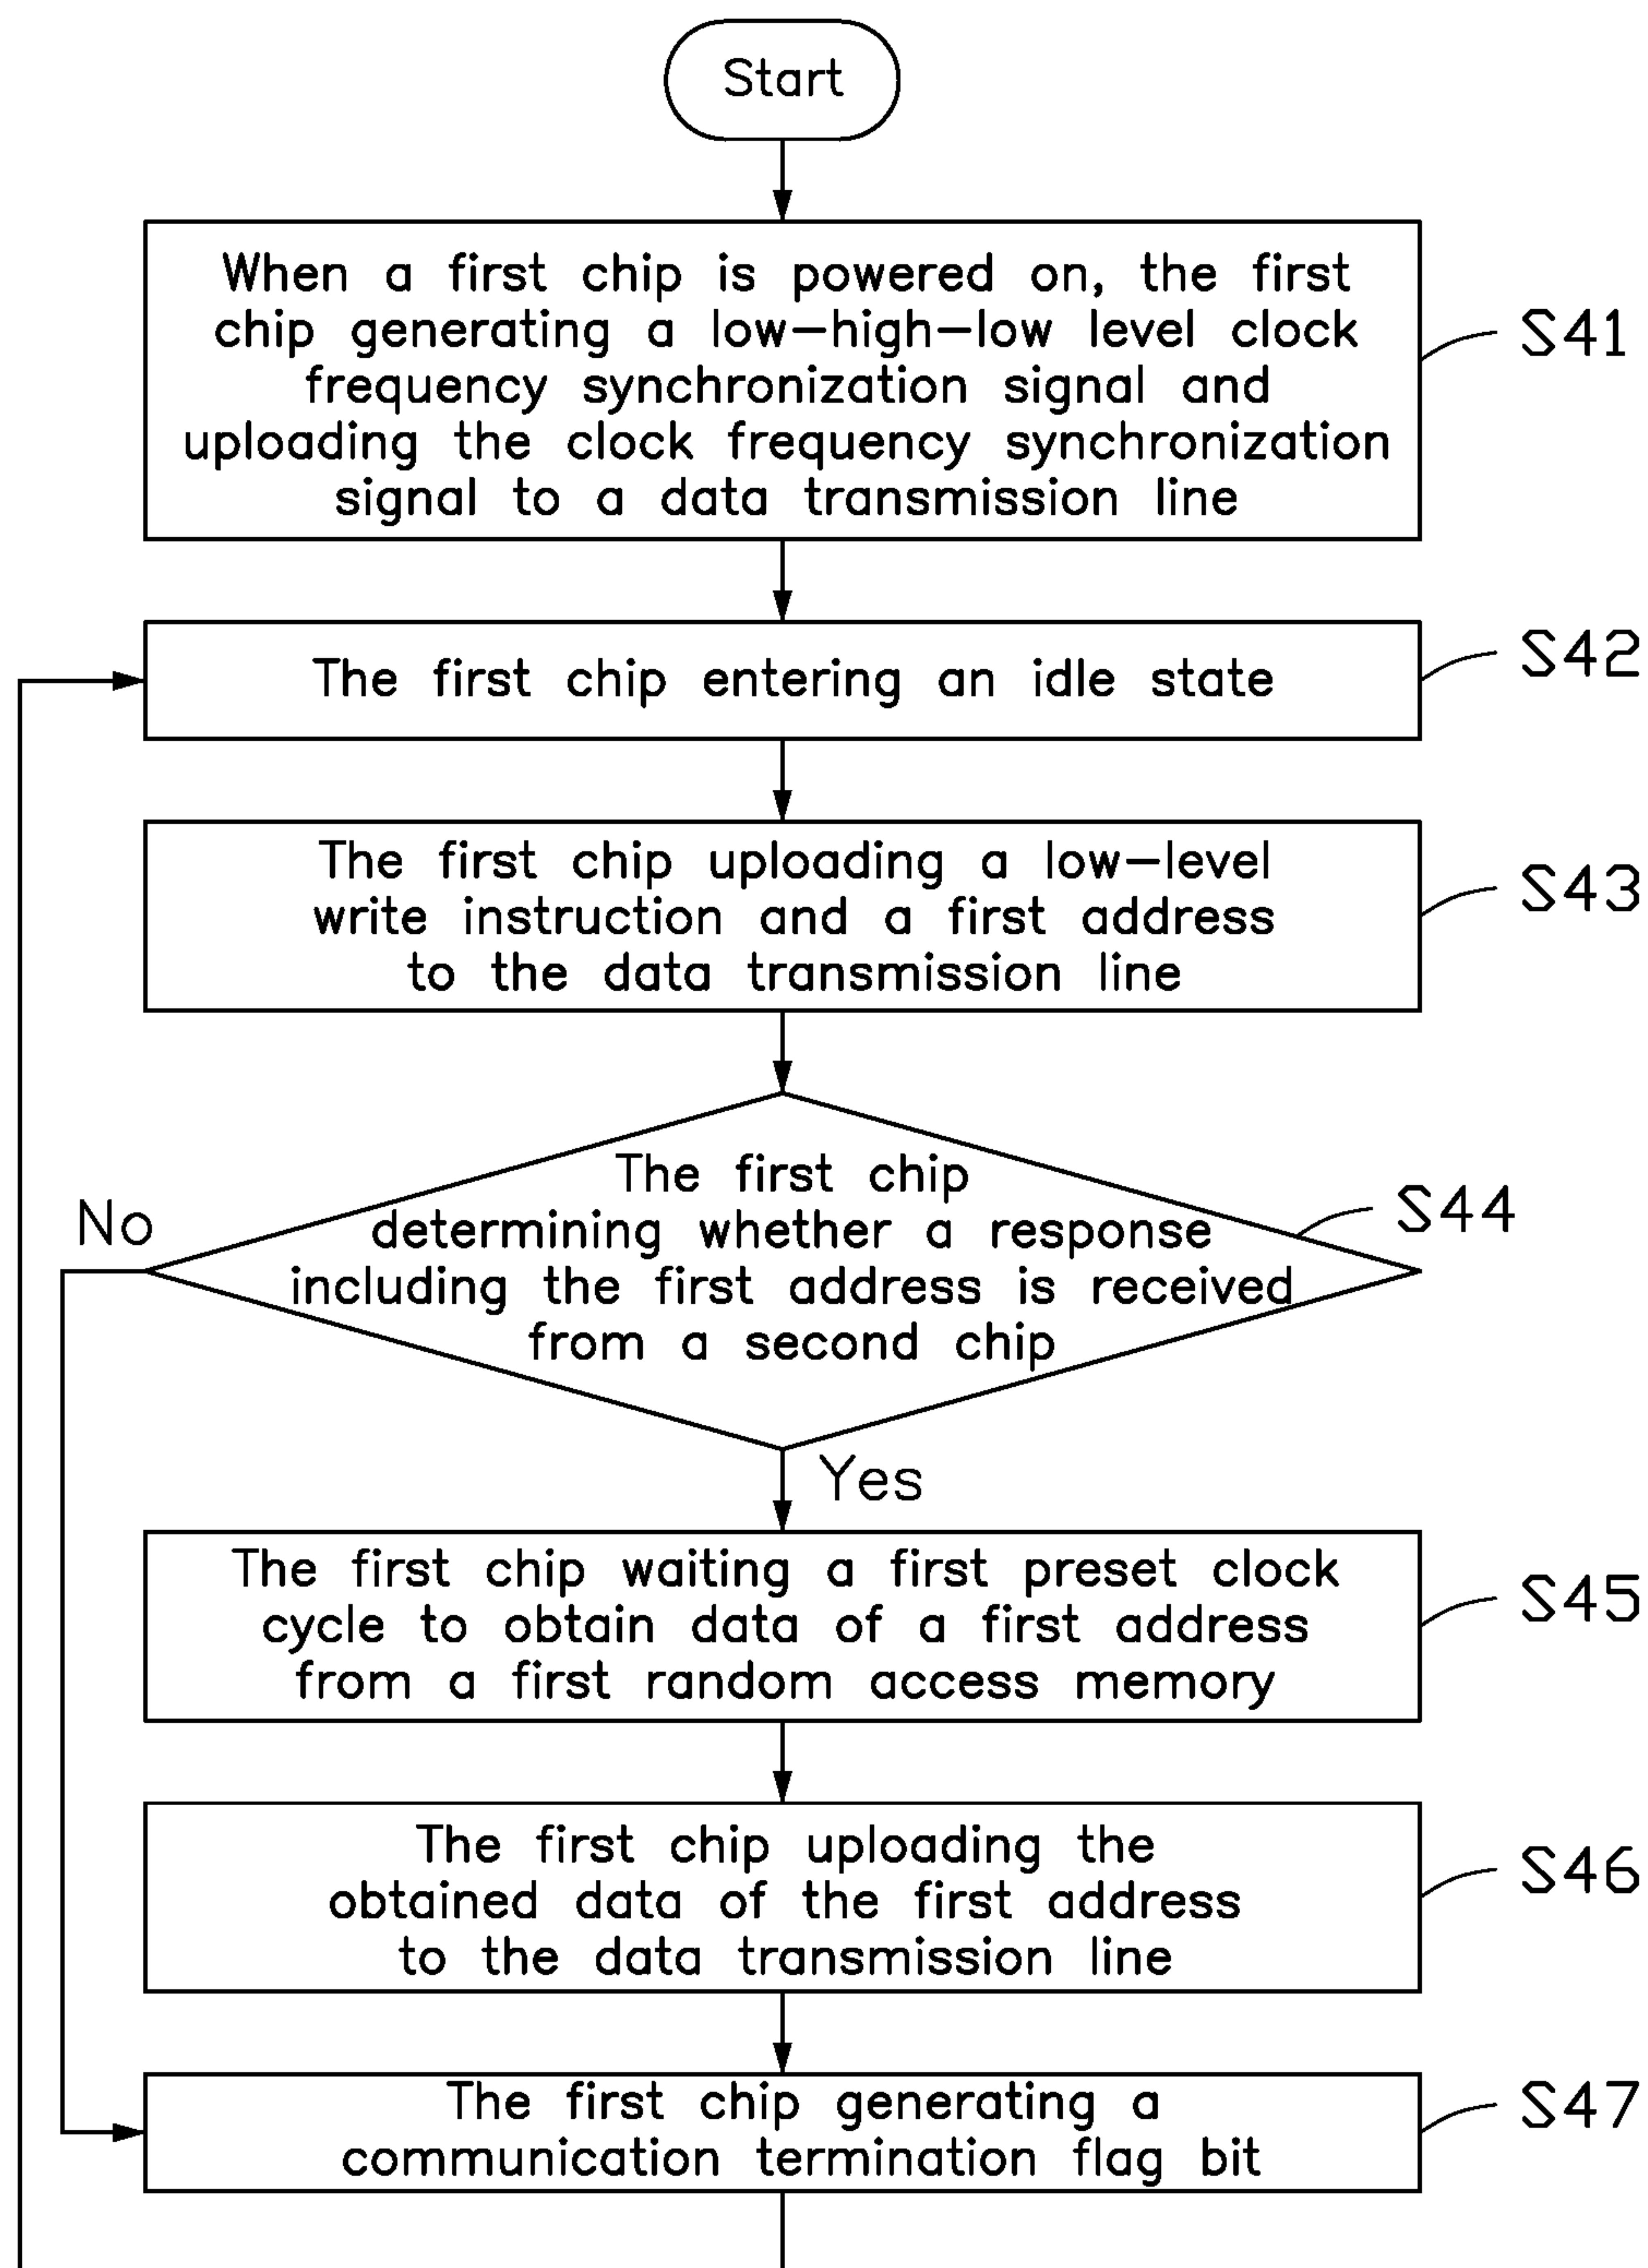 Start
When a first chip is powered on, the first
chip generating a low-high-low level clock
frequency synchronization signal and
uploading the clock frequency synchronization
signal to a data transmission line
S41
The first chip entering an idle state
S42
The first chip uploading a low-level
write instruction and a first address
to the data transmission line
S43
The first chip
determining whether a response
including the first address is received
from a second chip
S44
No
Yes
The first chip waiting a first preset clock
cycle to obtain data of a first address
from a first random access memory
S45
The first chip uploading the
obtained data of the first address
to the data transmission line
S46
The first chip generating a
communication termination flag bit
S47